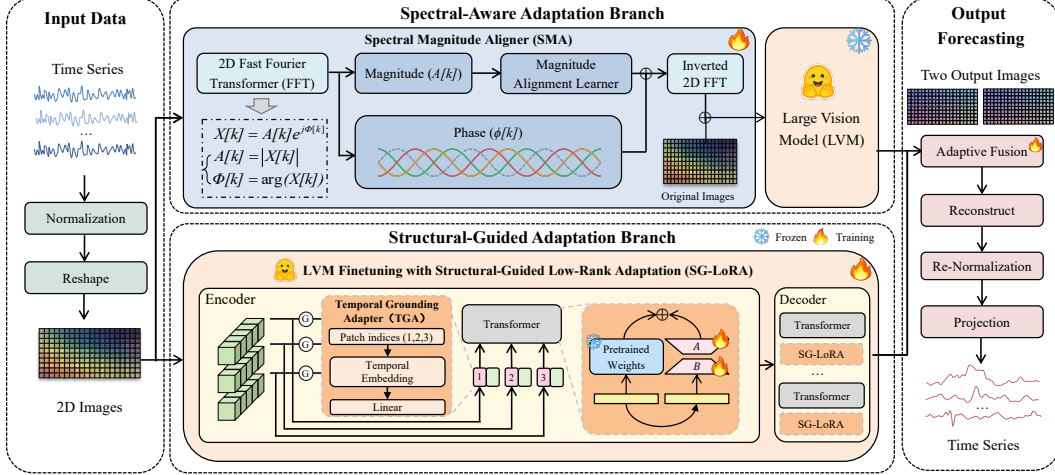 Input Data
Time Series
...
Normalization
Reshape
2D Images
Spectral-Aware Adaptation Branch
Spectral Magnitude Aligner (SMA)
2D Fast Fourier
Transformer (FFT)
X[k] = A[k]e^{jΦ[k]}
A[k] = |X[k]|
Φ[k] = arg(X[k])
Magnitude (A[k])
Magnitude
Alignment Learner
Phase (ϕ[k])
Inverted
2D FFT
Original Images
Large Vision
Model (LVM)
Structural-Guided Adaptation Branch
Frozen
Training
LVM Finetuning with Structural-Guided Low-Rank Adaptation (SG-LoRA)
Encoder
G
G
G
Temporal Grounding
Adapter（TGA）
Patch indices (1,2,3)
Temporal
Embedding
Linear
Transformer
1
2
3
Pretrained
Weights
A
B
Decoder
Transformer
SG-LoRA
...
Transformer
SG-LoRA
Output
Forecasting
Two Output Images
Adaptive Fusion
Reconstruct
Re-Normalization
Projection
...
Time Series